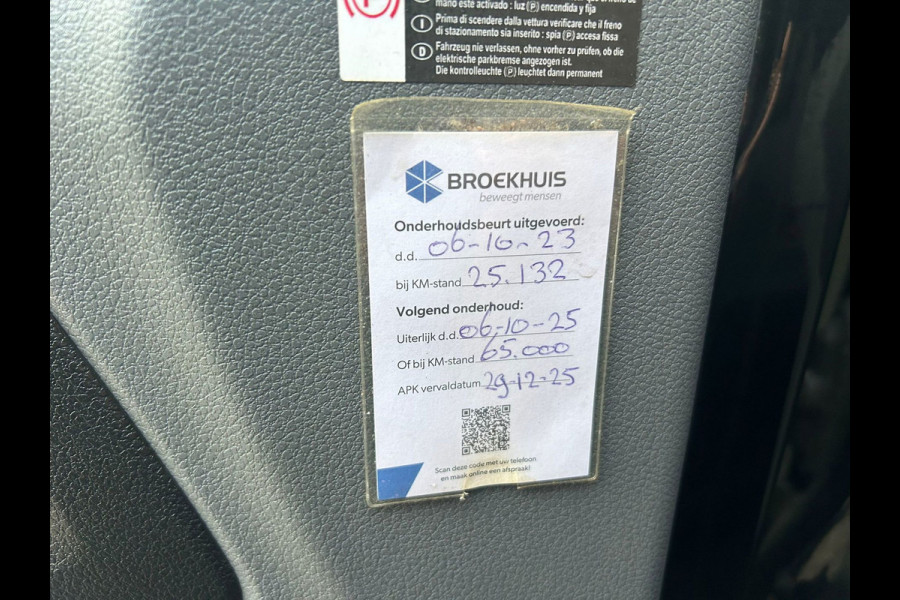 mano esté activado : luz (P) encendida y fija
I Prima di scendere dalla vettura verificare che il freno
di stazionamento sia inserito : spia (P) accesa fissa
D Fahrzeug nie verlassen, ohne vorher zu prüfen, ob die
elektrische parkbremse angezogen ist.
Die kontrolleuchte (P) leuchtet dann permanent
BROEKHUIS
beweegt mensen
Onderhoudsbeurt uitgevoerd:
d.d. 06-10-23
bij KM-stand 25.132
Volgend onderhoud:
Uiterlijk d.d. 06-10-25
Of bij KM-stand 65.000
APK vervaldatum 29-12-25
Scan deze code met uw telefoon
en maak online een afspraak!